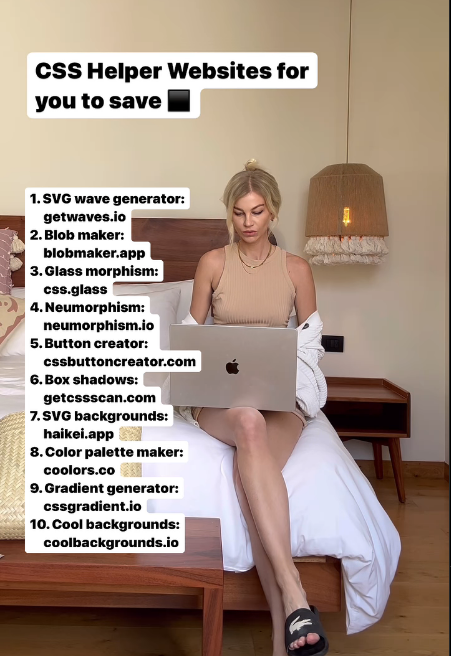 CSS Helper Websites for
you to save ⬛
1. SVG wave generator:
getwaves.io
2. Blob maker:
blobmaker.app
3. Glass morphism:
css.glass
4. Neumorphism:
neumorphism.io
5. Button creator:
cssbuttoncreator.com
6. Box shadows:
getcssscan.com
7. SVG backgrounds:
haikei.app
8. Color palette maker:
coolors.co
9. Gradient generator:
cssgradient.io
10. Cool backgrounds:
coolbackgrounds.io